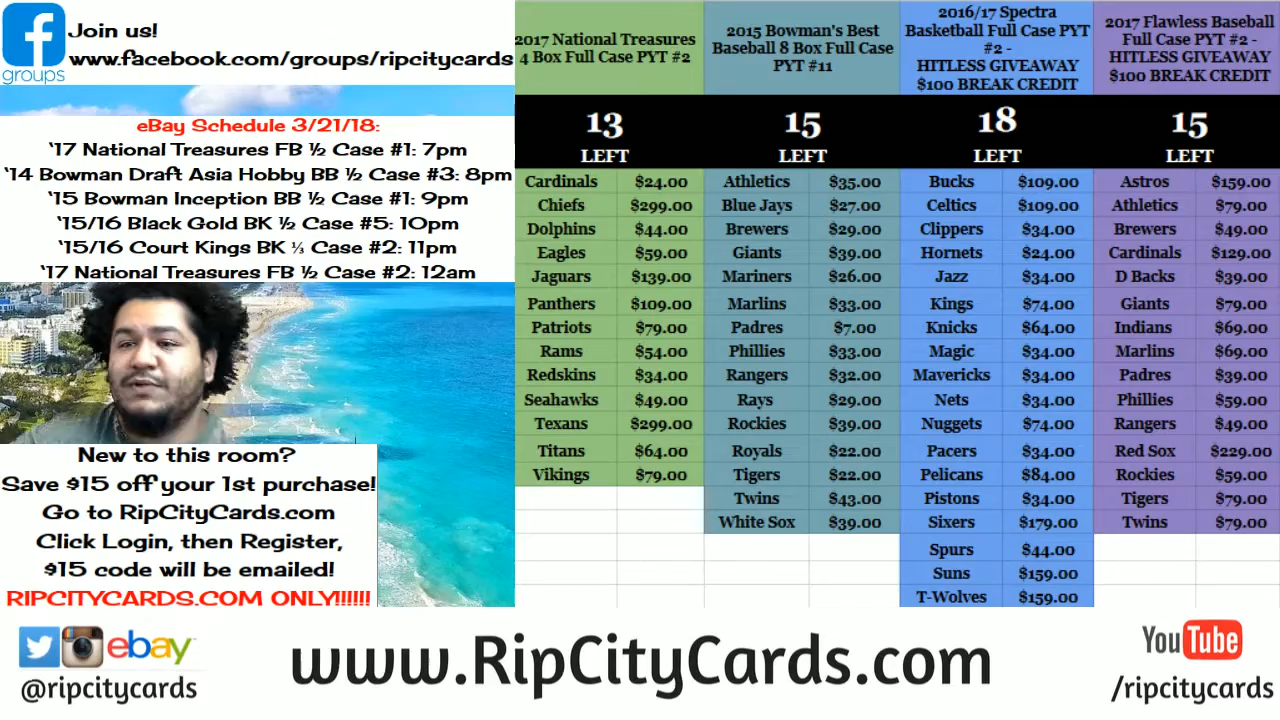 f
groups
Join us!
www.facebook.com/groups/ripcitycards
eBay Schedule 3/21/18:
‘17 National Treasures FB ½ Case #1: 7pm
‘14 Bowman Draft Asia Hobby BB ½ Case #3: 8pm
‘15 Bowman Inception BB ½ Case #1: 9pm
‘15/16 Black Gold BK ½ Case #5: 10pm
‘15/16 Court Kings BK ⅓ Case #2: 11pm
‘17 National Treasures FB ½ Case #2: 12am
New to this room?
Save $15 off your 1st purchase!
Go to RipCityCards.com
Click Login, then Register,
$15 code will be emailed!
RIPCITYCARDS.COM ONLY!!!!!!
2017 National Treasures
4 Box Full Case PYT #2
13
LEFT
Cardinals $24.00
Chiefs $299.00
Dolphins $44.00
Eagles $59.00
Jaguars $139.00
Panthers $109.00
Patriots $79.00
Rams $54.00
Redskins $34.00
Seahawks $49.00
Texans $299.00
Titans $64.00
Vikings $79.00
2015 Bowman's Best
Baseball 8 Box Full Case
PYT #11
15
LEFT
Athletics $35.00
Blue Jays $27.00
Brewers $29.00
Giants $39.00
Mariners $26.00
Marlins $33.00
Padres $7.00
Phillies $33.00
Rangers $32.00
Rays $29.00
Rockies $39.00
Royals $22.00
Tigers $22.00
Twins $43.00
White Sox $39.00
2016/17 Spectra
Basketball Full Case PYT
#2 -
HITLESS GIVEAWAY
$100 BREAK CREDIT
18
LEFT
Bucks $109.00
Celtics $109.00
Clippers $34.00
Hornets $24.00
Jazz $34.00
Kings $74.00
Knicks $64.00
Magic $34.00
Mavericks $34.00
Nets $34.00
Nuggets $74.00
Pacers $34.00
Pelicans $84.00
Pistons $34.00
Sixers $179.00
Spurs $44.00
Suns $159.00
T-Wolves $159.00
2017 Flawless Baseball
Full Case PYT #2 -
HITLESS GIVEAWAY
$100 BREAK CREDIT
15
LEFT
Astros $159.00
Athletics $79.00
Brewers $49.00
Cardinals $129.00
D Backs $39.00
Giants $79.00
Indians $69.00
Marlins $69.00
Padres $39.00
Phillies $59.00
Rangers $49.00
Red Sox $229.00
Rockies $59.00
Tigers $79.00
Twins $79.00
ebay
@ripcitycards
www.RipCityCards.com
YouTube
/ripcitycards